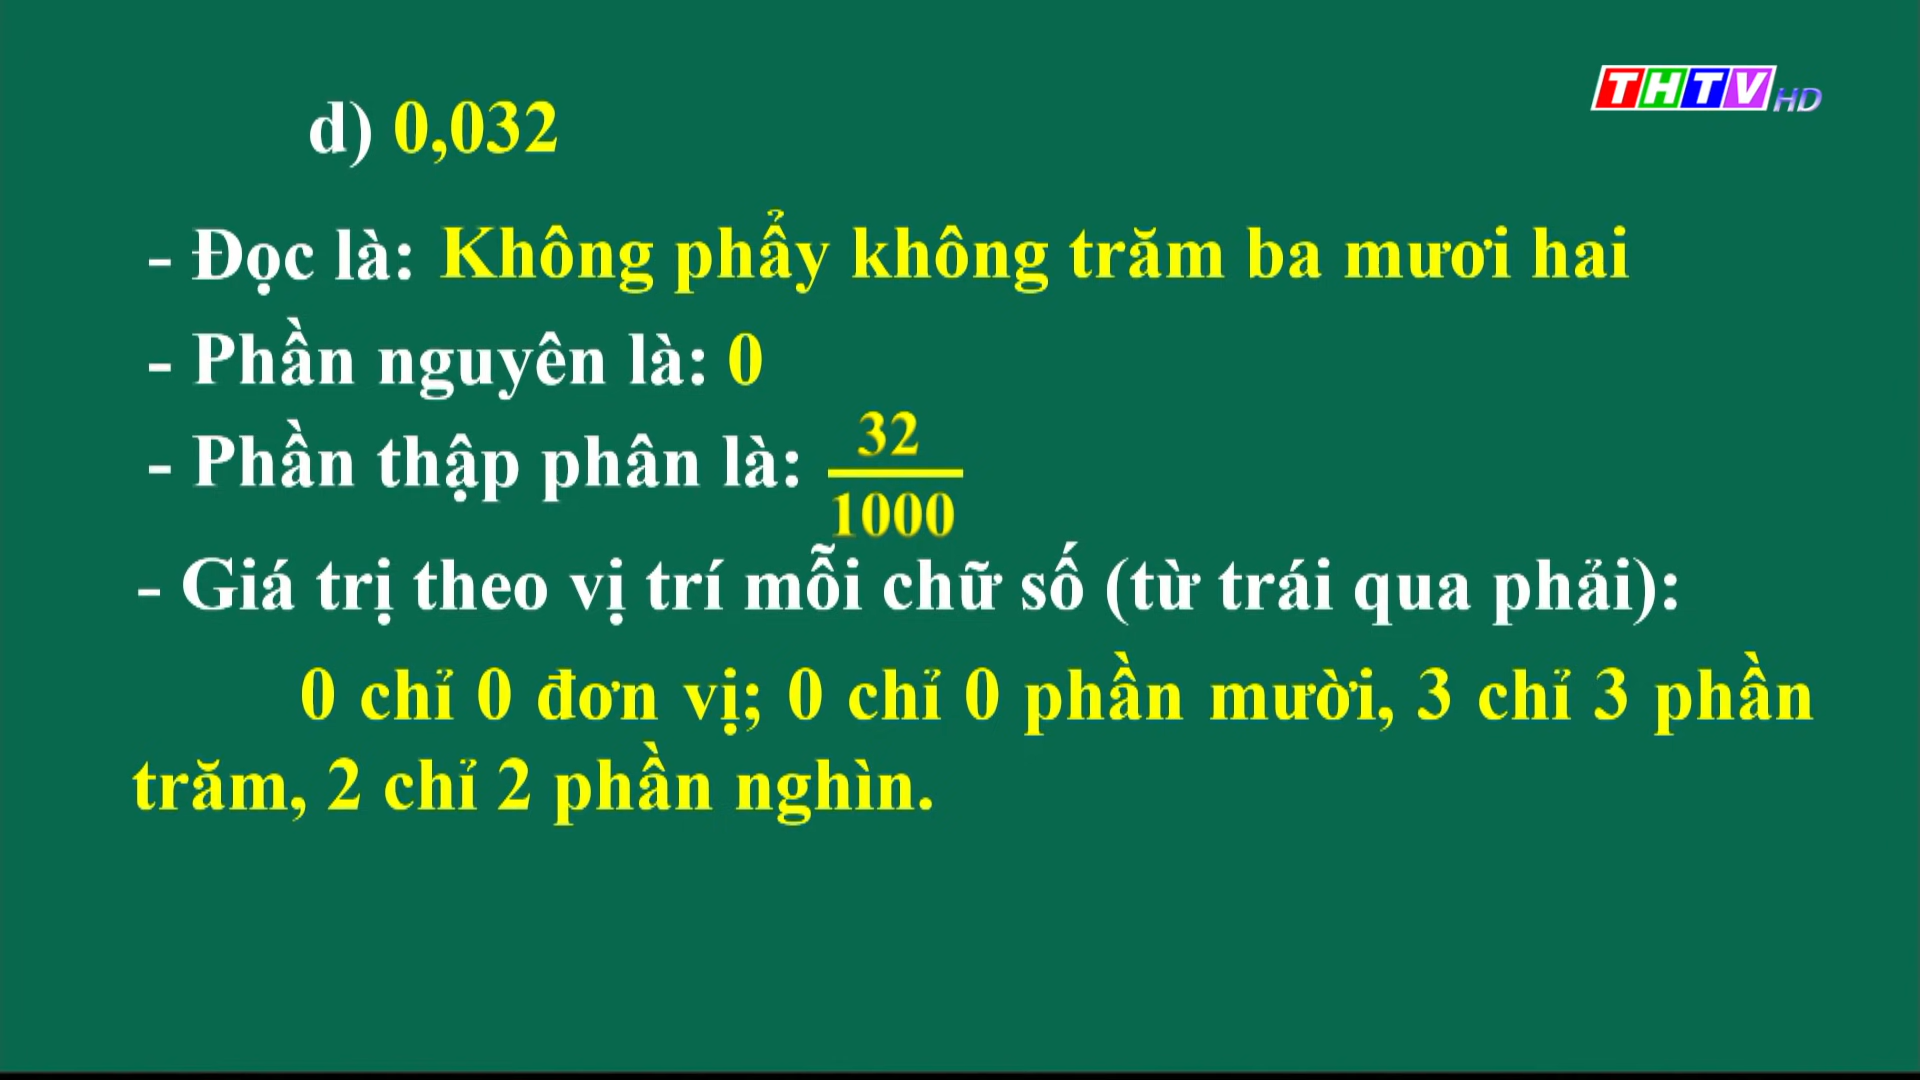 THTV HD
d) 0,032
- Đọc là: Không phẩy không trăm ba mươi hai
- Phần nguyên là: 0
- Phần thập phân là: 32/1000
- Giá trị theo vị trí mỗi chữ số (từ trái qua phải):
0 chỉ 0 đơn vị; 0 chỉ 0 phần mười, 3 chỉ 3 phần
trăm, 2 chỉ 2 phần nghìn.